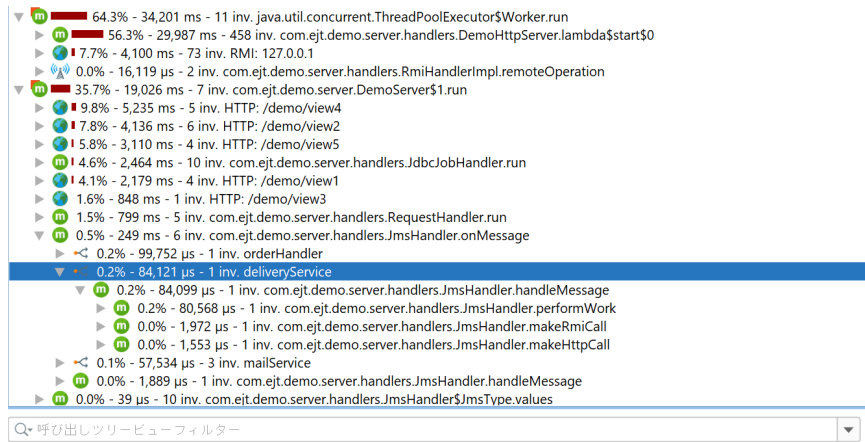 64.3% - 34,201 ms - 11 inv. java.util.concurrent.ThreadPoolExecutor$Worker.run
56.3% - 29,987 ms - 458 inv. com.ejt.demo.server.handlers.DemoHttpServer.lambda$start$0
7.7% - 4,100 ms - 73 inv. RMI: 127.0.0.1
0.0% - 16,119 µs - 2 inv. com.ejt.demo.server.handlers.RmiHandlerImpl.remoteOperation
35.7% - 19,026 ms - 7 inv. com.ejt.demo.server.DemoServer$1.run
9.8% - 5,235 ms - 5 inv. HTTP: /demo/view4
7.8% - 4,136 ms - 6 inv. HTTP: /demo/view2
5.8% - 3,110 ms - 4 inv. HTTP: /demo/view5
4.6% - 2,464 ms - 10 inv. com.ejt.demo.server.handlers.JdbcJobHandler.run
4.1% - 2,179 ms - 4 inv. HTTP: /demo/view1
1.6% - 848 ms - 1 inv. HTTP: /demo/view3
1.5% - 799 ms - 5 inv. com.ejt.demo.server.handlers.RequestHandler.run
0.5% - 249 ms - 6 inv. com.ejt.demo.server.handlers.JmsHandler.onMessage
0.2% - 99,752 µs - 1 inv. orderHandler
0.2% - 84,121 µs - 1 inv. deliveryService
0.2% - 84,099 µs - 1 inv. com.ejt.demo.server.handlers.JmsHandler.handleMessage
0.2% - 80,568 µs - 1 inv. com.ejt.demo.server.handlers.JmsHandler.performWork
0.0% - 1,972 µs - 1 inv. com.ejt.demo.server.handlers.JmsHandler.makeRmiCall
0.0% - 1,553 µs - 1 inv. com.ejt.demo.server.handlers.JmsHandler.makeHttpCall
0.1% - 57,534 µs - 3 inv. mailService
0.0% - 1,889 µs - 1 inv. com.ejt.demo.server.handlers.JmsHandler.handleMessage
0.0% - 39 µs - 10 inv. com.ejt.demo.server.handlers.JmsHandler$JmsType.values
呼び出しツリービューフィルター